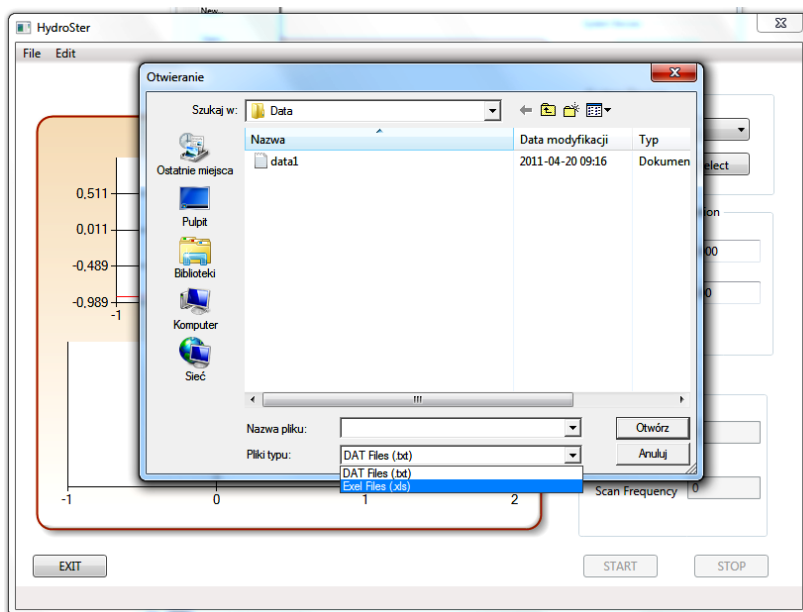 New...
HydroSter
File Edit
Otwieranie
Szukaj w: Data
Nazwa Data modyfikacji Typ
data1 2011-04-20 09:16 Dokumen
Ostatnie miejsca
Pulpit
Biblioteki
Komputer
Sieć
Nazwa pliku: Otwórz
Pliki typu: DAT Files (.txt) Anuluj
DAT Files (.txt)
Exel Files (.xls)
0,511
0,011
-0,489
-0,989
-1
-1 0 1 2
elect
ion
00
0
Scan Frequency 0
EXIT START STOP